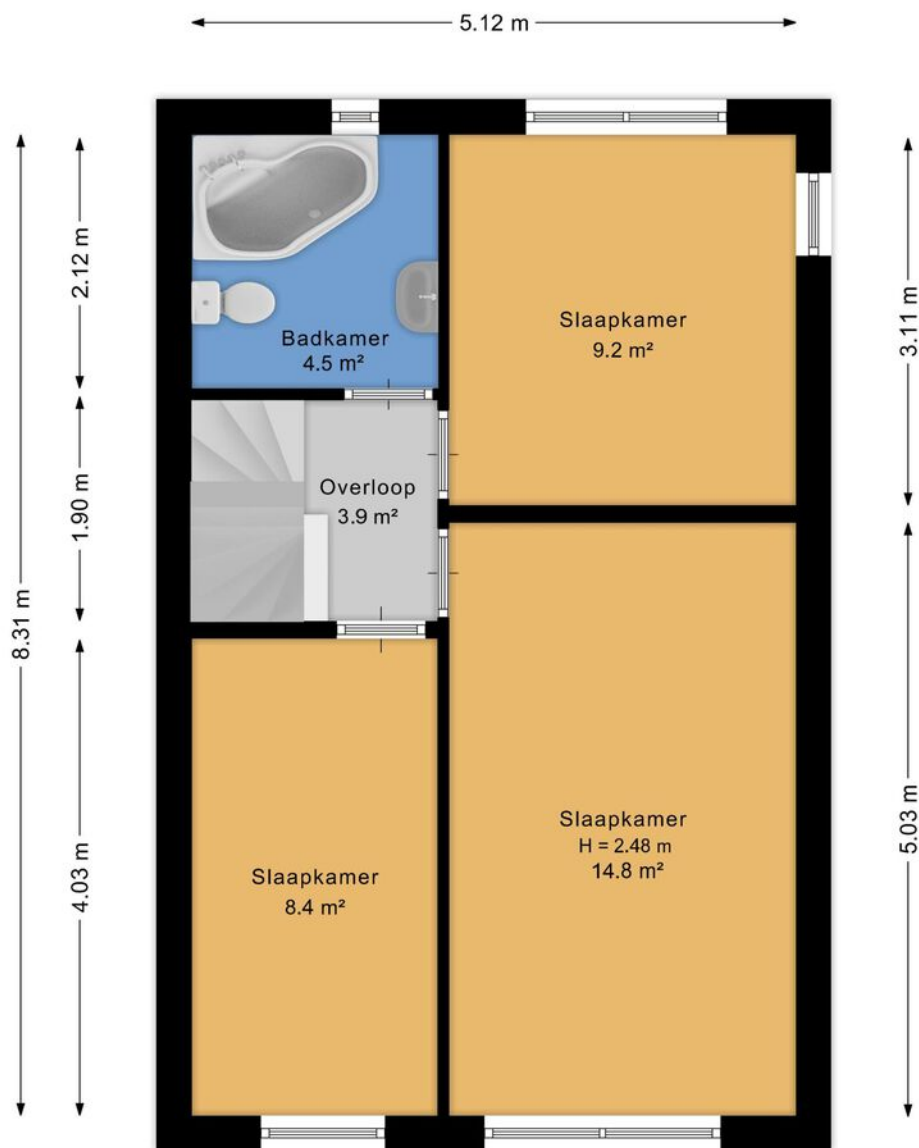 5.12 m
8.31 m
2.12 m
1.90 m
4.03 m
3.11 m
5.03 m
Badkamer
4.5 m²
Slaapkamer
9.2 m²
Overloop
3.9 m²
Slaapkamer
H = 2.48 m
14.8 m²
Slaapkamer
8.4 m²